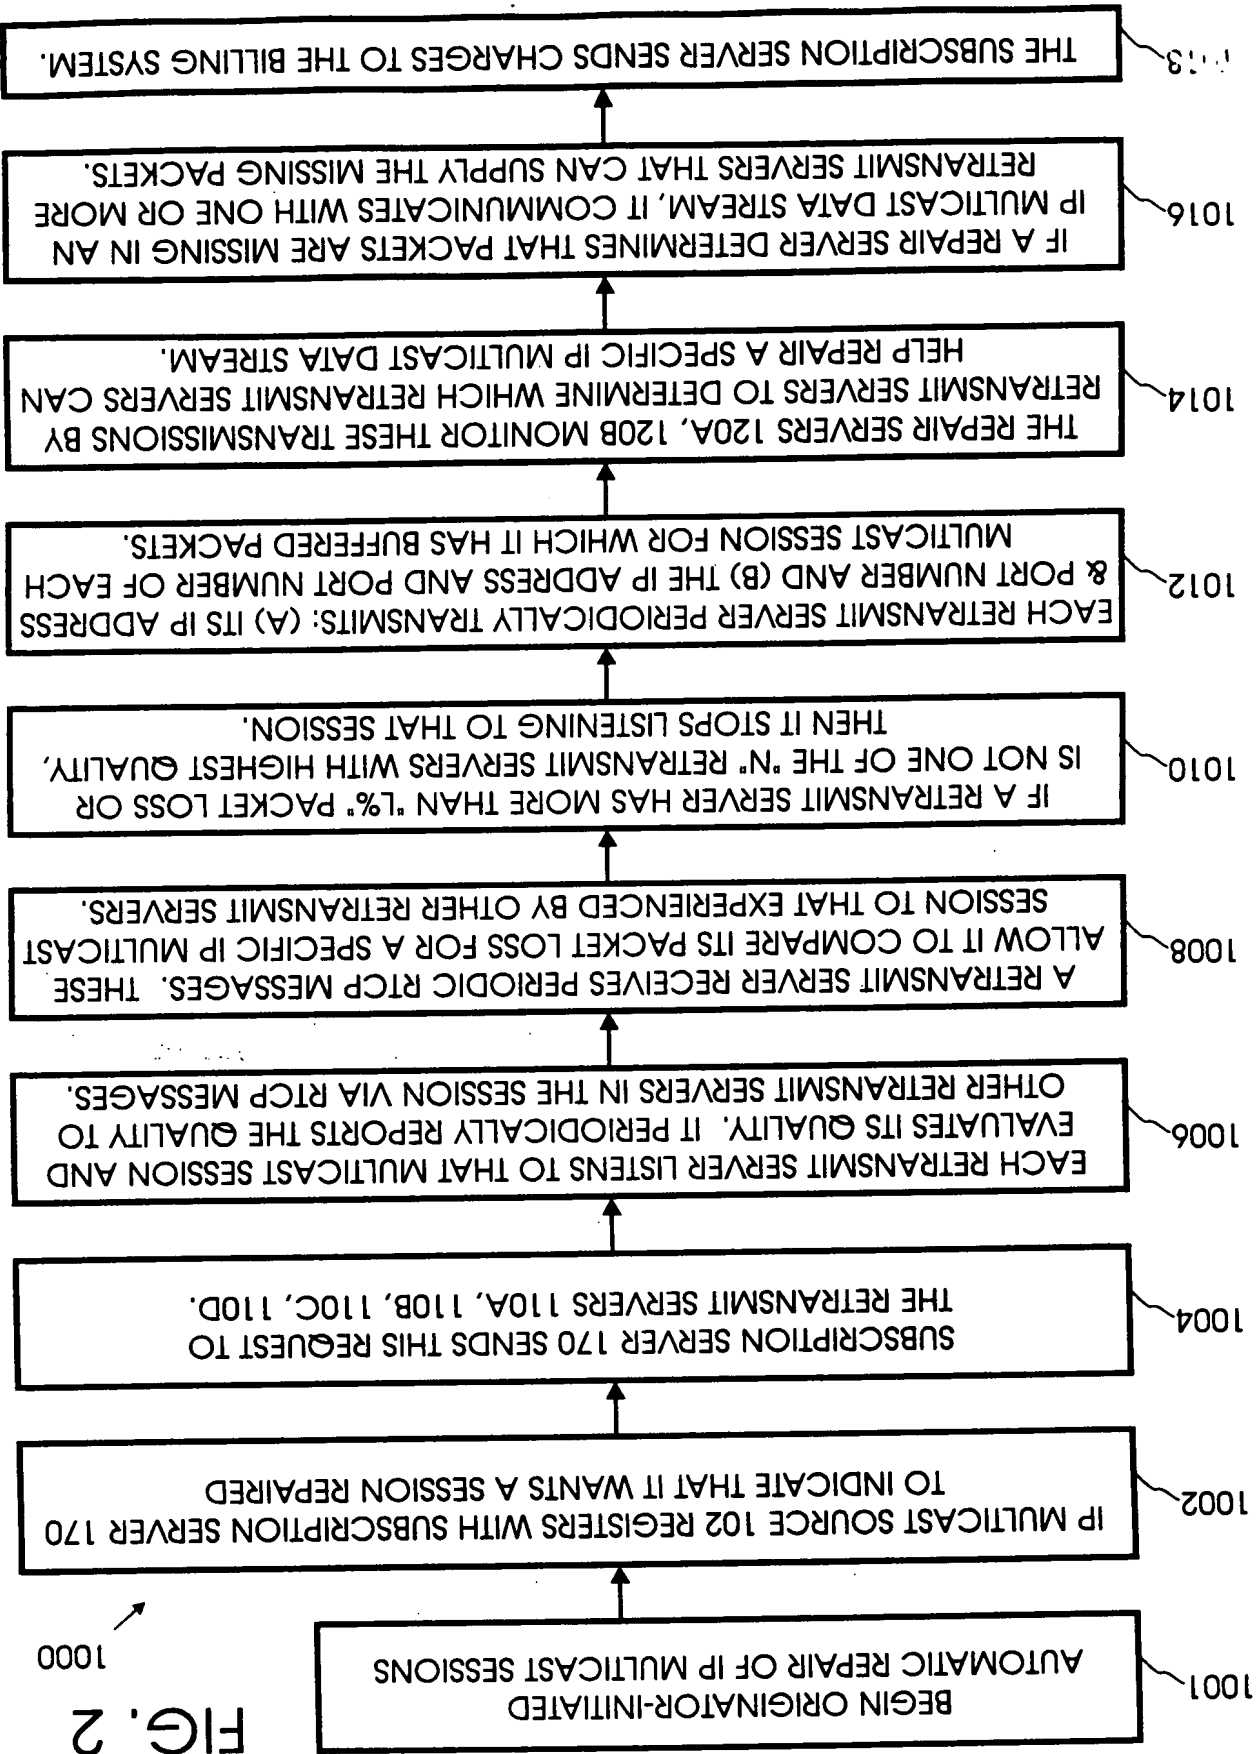 FIG. 2
1000
1001
BEGIN ORIGINATOR-INITIATED
AUTOMATIC REPAIR OF IP MULTICAST SESSIONS
1002
IP MULTICAST SOURCE 102 REGISTERS WITH SUBSCRIPTION SERVER 170
TO INDICATE THAT IT WANTS A SESSION REPAIRED
1004
SUBSCRIPTION SERVER 170 SENDS THIS REQUEST TO
THE RETRANSMIT SERVERS 110A, 110B, 110C, 110D.
1006
EACH RETRANSMIT SERVER LISTENS TO THAT MULTICAST SESSION AND
EVALUATES ITS QUALITY. IT PERIODICALLY REPORTS THE QUALITY TO
OTHER RETRANSMIT SERVERS IN THE SESSION VIA RTCP MESSAGES.
1008
A RETRANSMIT SERVER RECEIVES PERIODIC RTCP MESSAGES. THESE
ALLOW IT TO COMPARE ITS PACKET LOSS FOR A SPECIFIC IP MULTICAST
SESSION TO THAT EXPERIENCED BY OTHER RETRANSMIT SERVERS.
1010
IF A RETRANSMIT SERVER HAS MORE THAN "L%" PACKET LOSS OR
IS NOT ONE OF THE "N" RETRANSMIT SERVERS WITH HIGHEST QUALITY,
THEN IT STOPS LISTENING TO THAT SESSION.
1012
EACH RETRANSMIT SERVER PERIODICALLY TRANSMITS: (A) ITS IP ADDRESS
& PORT NUMBER AND (B) THE IP ADDRESS AND PORT NUMBER OF EACH
MULTICAST SESSION FOR WHICH IT HAS BUFFERED PACKETS.
1014
THE REPAIR SERVERS 120A, 120B MONITOR THESE TRANSMISSIONS BY
RETRANSMIT SERVERS TO DETERMINE WHICH RETRANSMIT SERVERS CAN
HELP REPAIR A SPECIFIC IP MULTICAST DATA STREAM.
1016
IF A REPAIR SERVER DETERMINES THAT PACKETS ARE MISSING IN AN
IP MULTICAST DATA STREAM, IT COMMUNICATES WITH ONE OR MORE
RETRANSMIT SERVERS THAT CAN SUPPLY THE MISSING PACKETS.
THE SUBSCRIPTION SERVER SENDS CHARGES TO THE BILLING SYSTEM.